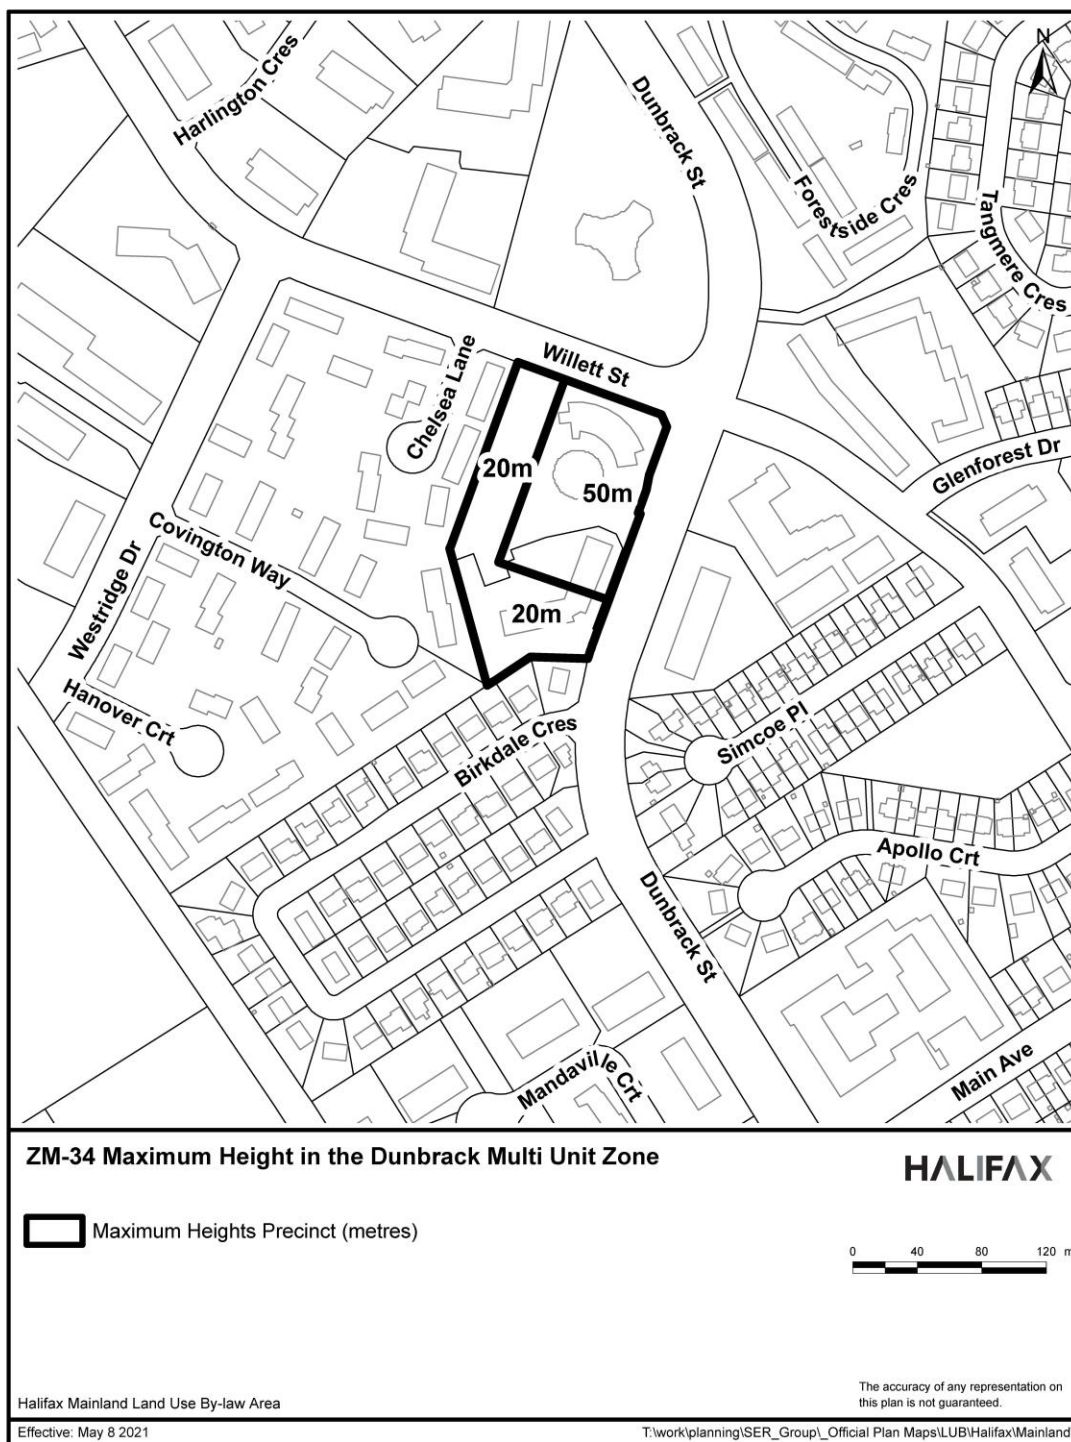 N
Harlington Cres
Dunbrack St
Forestside Cres
Tangmere Cres
Willett St
Chelsea Lane
20m
50m
Glenforest Dr
Covington Way
Westridge Dr
20m
Hanover Crt
Birkdale Cres
Simcoe Pl
Apollo Crt
Dunbrack St
Mandaville Crt
Main Ave
ZM-34 Maximum Height in the Dunbrack Multi Unit Zone
HALIFAX
Maximum Heights Precinct (metres)
0 40 80 120 m
The accuracy of any representation on
this plan is not guaranteed.
Halifax Mainland Land Use By-law Area
Effective: May 8 2021
T:\work\planning\SER_Group\_Official Plan Maps\LUB\Halifax\Mainland